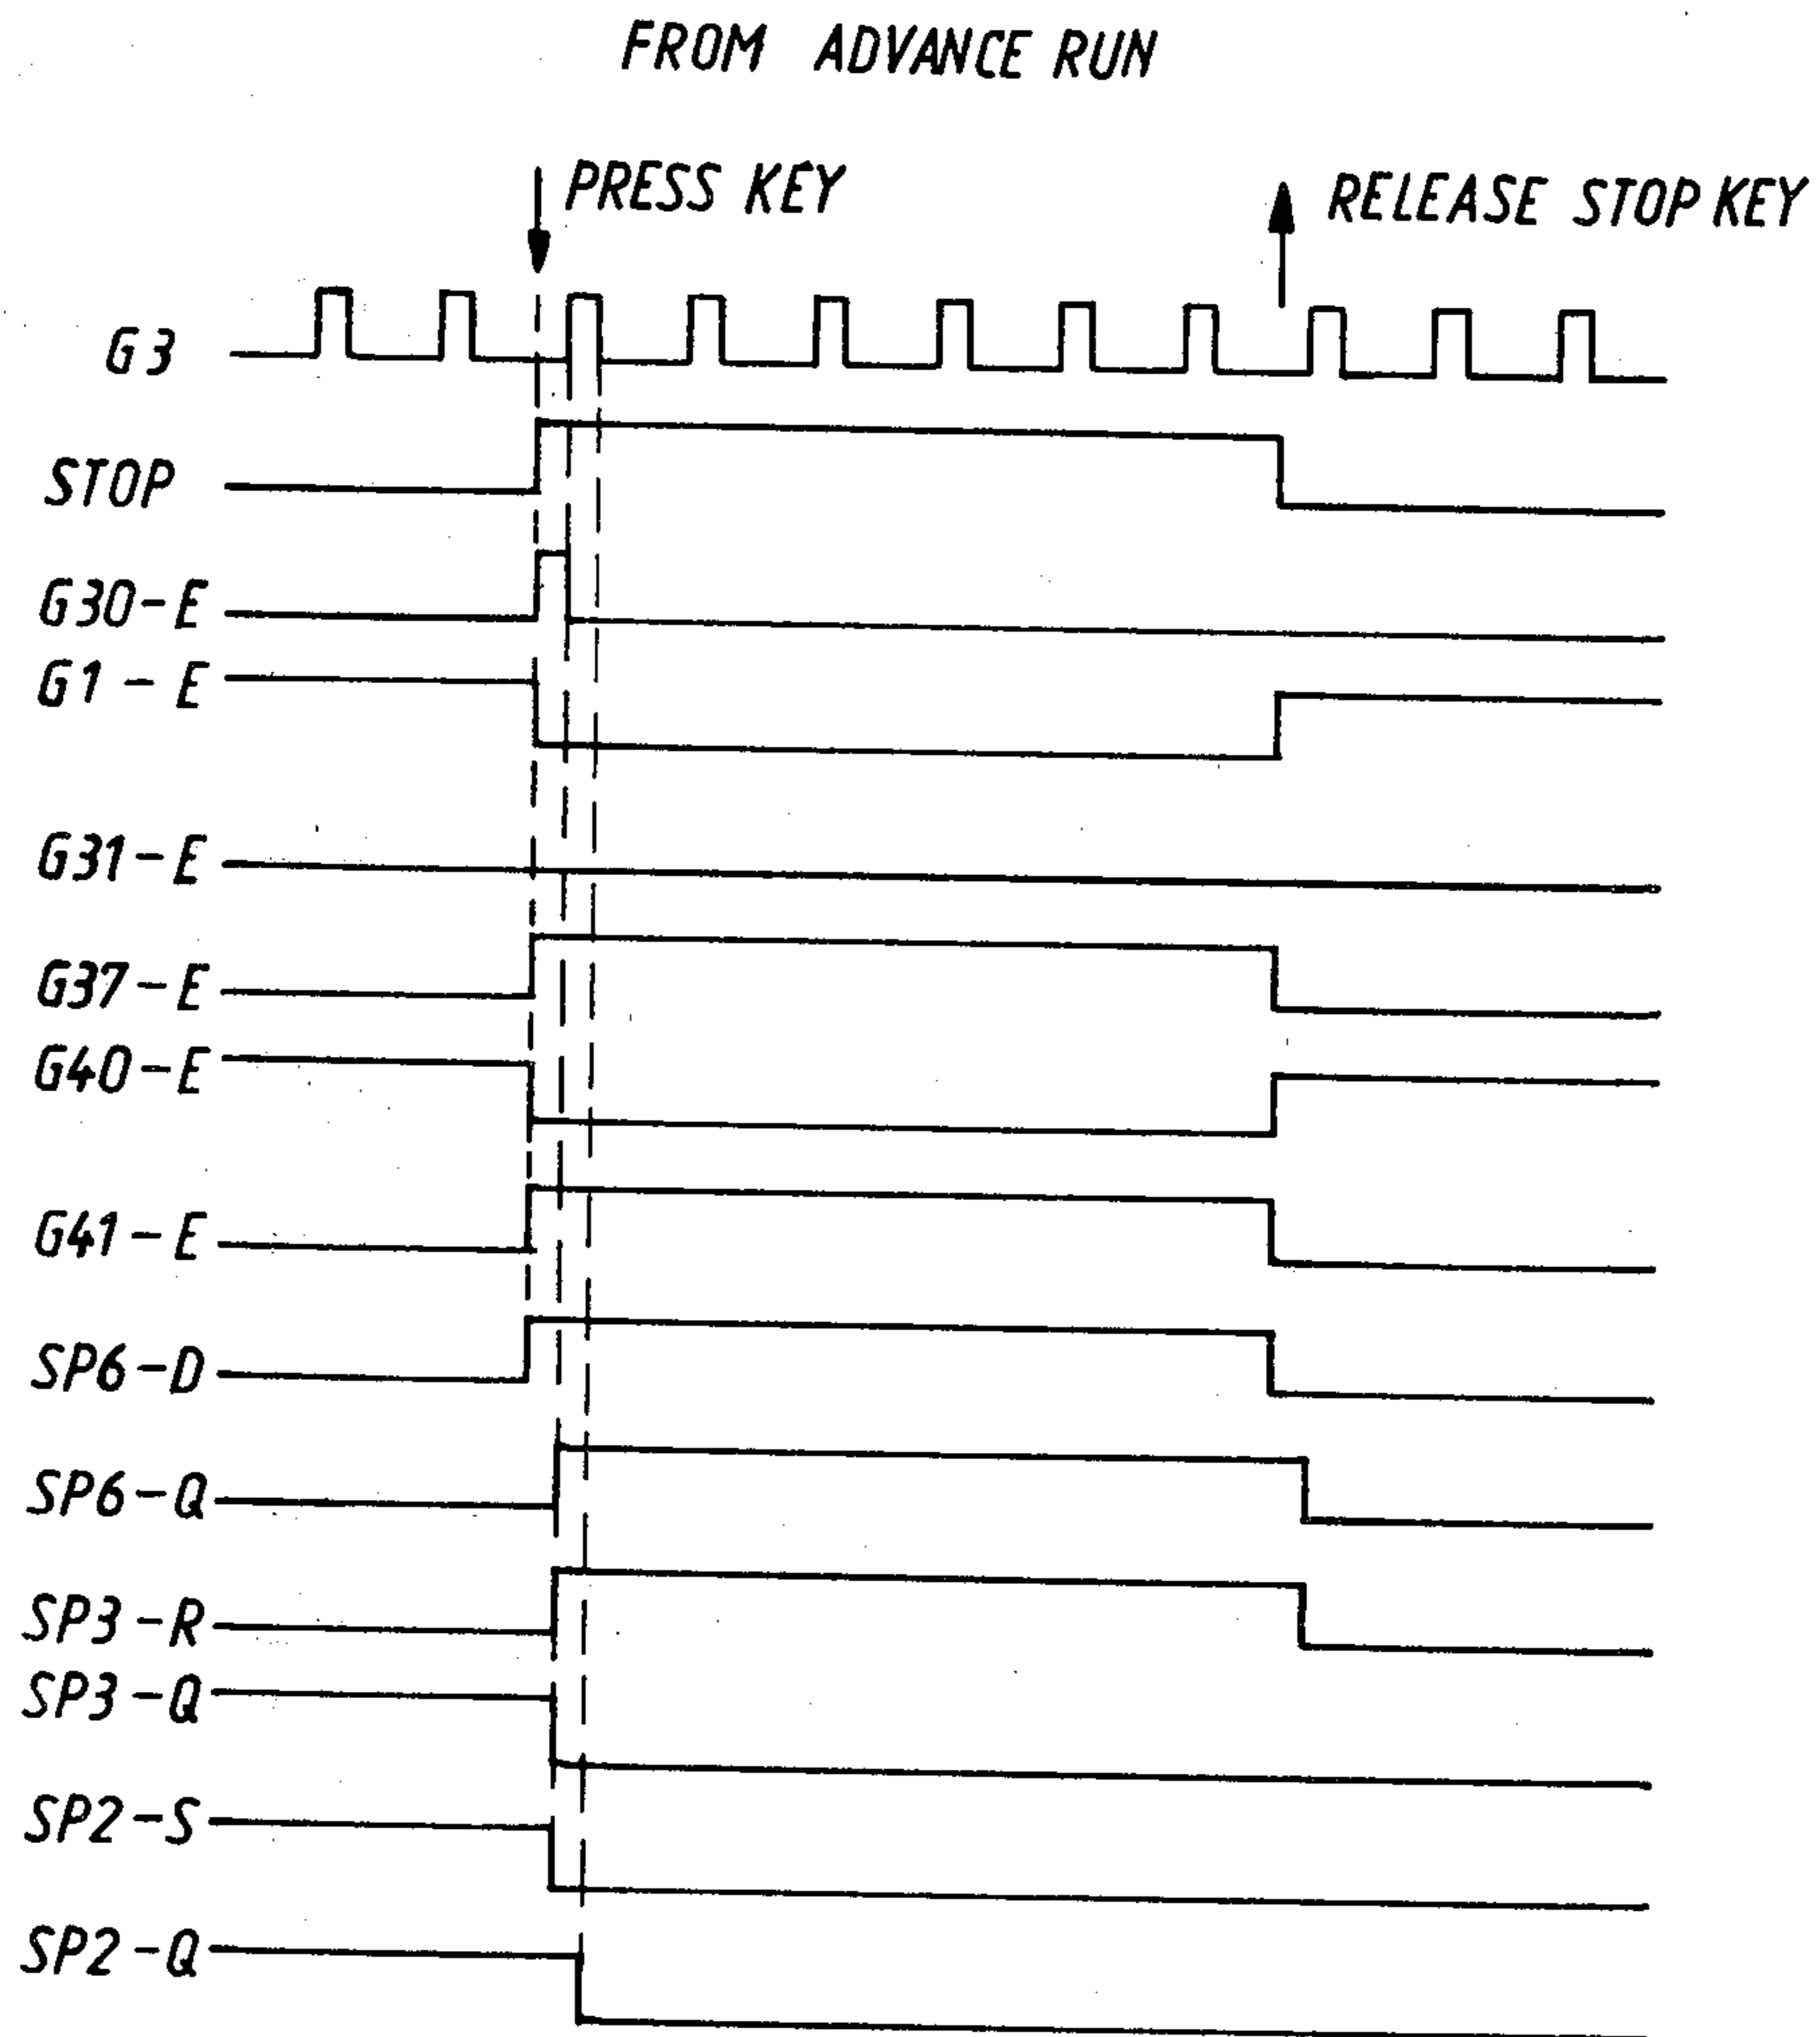 FROM ADVANCE RUN
PRESS KEY
RELEASE STOP KEY
G3
STOP
G30-E
G1-E
G31-E
G37-E
G40-E
G41-E
SP6-D
SP6-Q
SP3-R
SP3-Q
SP2-S
SP2-Q